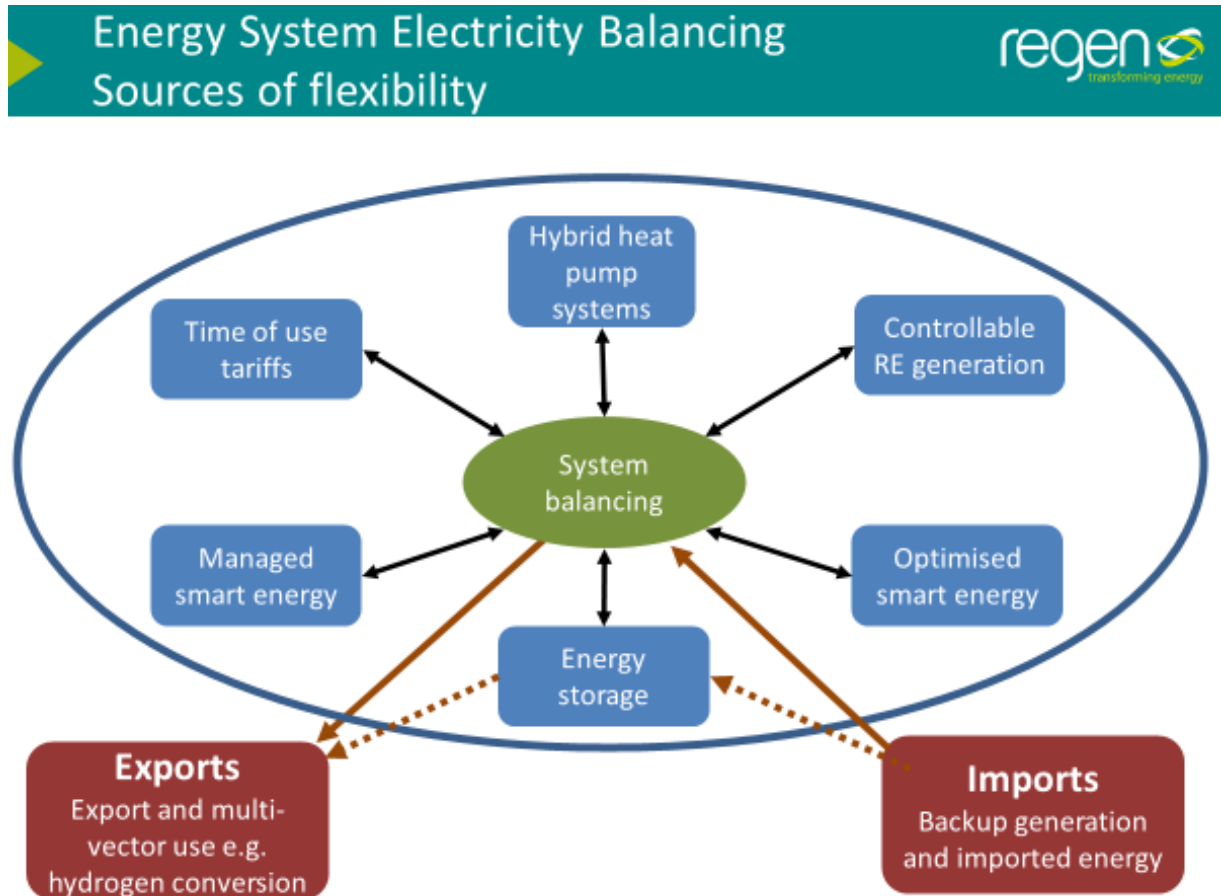 Energy System Electricity Balancing
Sources of flexibility
regen
transforming energy
Hybrid heat
pump
systems
Time of use
tariffs
Controllable
RE generation
System
balancing
Managed
smart energy
Optimised
smart energy
Energy
storage
Exports
Export and multi-
vector use e.g.
hydrogen conversion
Imports
Backup generation
and imported energy